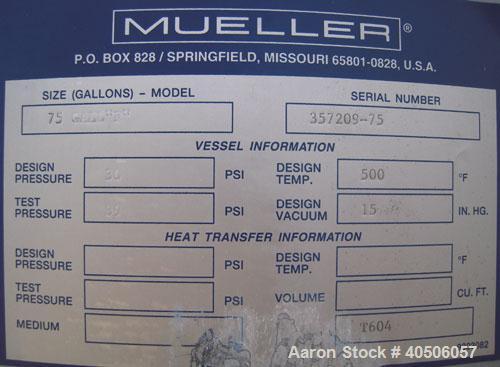 MUELLER®
P.O. BOX 828 / SPRINGFIELD, MISSOURI 65801-0828, U.S.A.
SIZE (GALLONS) - MODEL SERIAL NUMBER
75 357209-75
VESSEL INFORMATION
DESIGN PRESSURE PSI DESIGN TEMP. 500 °F
TEST PRESSURE PSI DESIGN VACUUM 15 IN. HG.
HEAT TRANSFER INFORMATION
DESIGN PRESSURE PSI DESIGN TEMP. °F
TEST PRESSURE PSI VOLUME CU. FT.
MEDIUM T604
Aaron Stock # 40506057